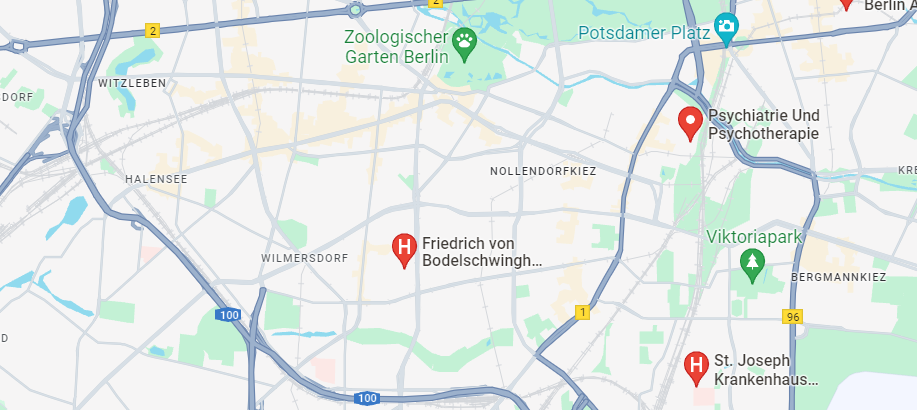 2
2
Berlin A
Zoologischer
Garten Berlin
Potsdamer Platz
WITZLEBEN
DORF
Psychiatrie Und
Psychotherapie
HALENSEE
NOLLENDORFKIEZ
KRE
Friedrich von
Bodelschwingh...
Viktoriapark
WILMERSDORF
BERGMANNKIEZ
100
1
96
D
St. Joseph
Krankenhaus...
100
H
H